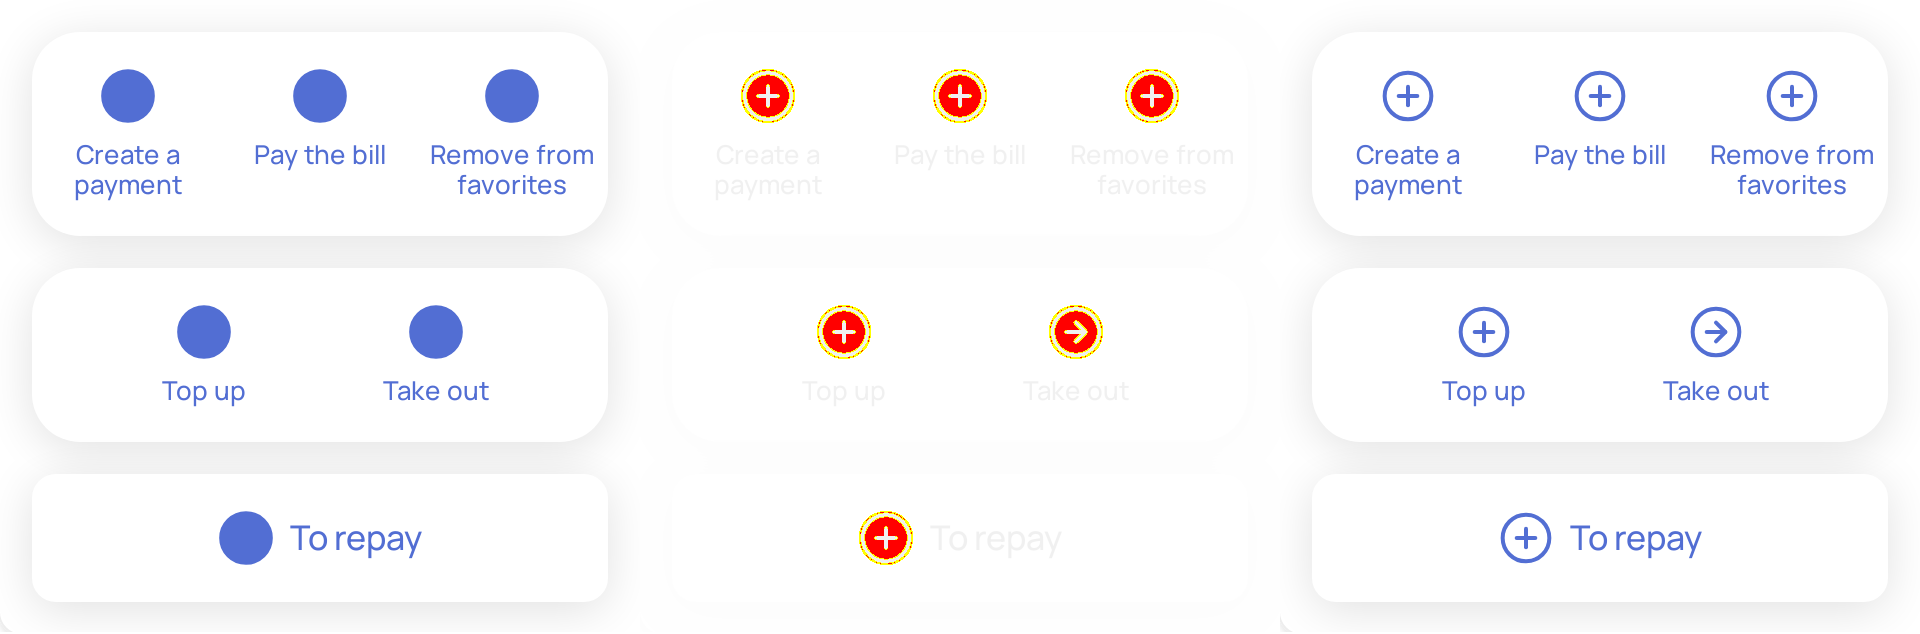 Create a
payment
Pay the bill
Remove from
favorites
Create a
payment
Pay the bill
Remove from
favorites
Create a
payment
Pay the bill
Remove from
favorites
Top up
Take out
Top up
Take out
Top up
Take out
To repay
To repay
To repay